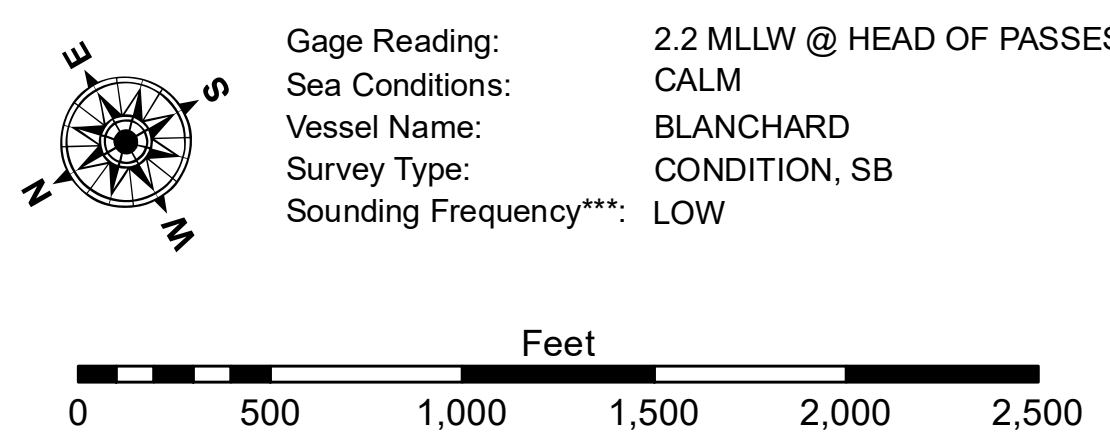 E
S
N
W
Gage Reading: 2.2 MLLW @ HEAD OF PASSES
Sea Conditions: CALM
Vessel Name: BLANCHARD
Survey Type: CONDITION, SB
Sounding Frequency***: LOW
Feet
0 500 1,000 1,500 2,000 2,500